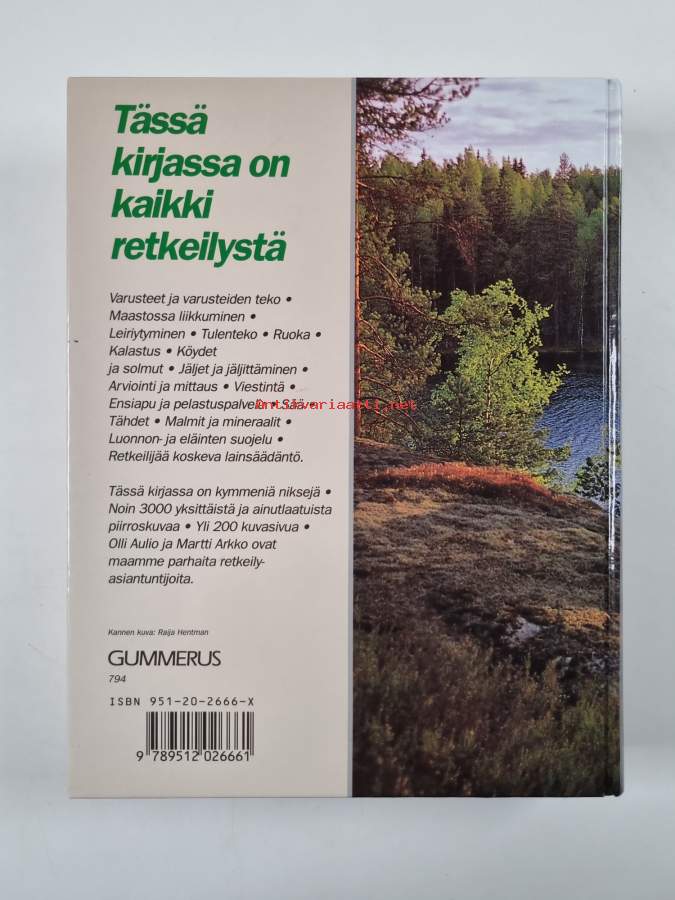 Tässä
kirjassa on
kaikki
retkeilystä
Varusteet ja varusteiden teko •
Maastossa liikkuminen •
Leiriytyminen • Tulenteko • Ruoka •
Kalastus • Köydet
ja solmut • Jäljet ja jäljittäminen •
Arviointi ja mittaus • Viestintä •
Ensiapu ja pelastuspalvelu • Sää •
Antikvariaatti.net
Tähdet • Malmit ja mineraalit •
Luonnon- ja eläinten suojelu •
Retkeilijää koskeva lainsäädäntö.
Tässä kirjassa on kymmeniä niksejä •
Noin 3000 yksittäistä ja ainutlaatuista
piirroskuvaa • Yli 200 kuvasivua •
Olli Aulio ja Martti Arkko ovat
maamme parhaita retkeily-
asiantuntijoita.
Kannen kuva: Raija Hentman
GUMMERUS
794
ISBN 951-20-2666-X
9 789512 026661